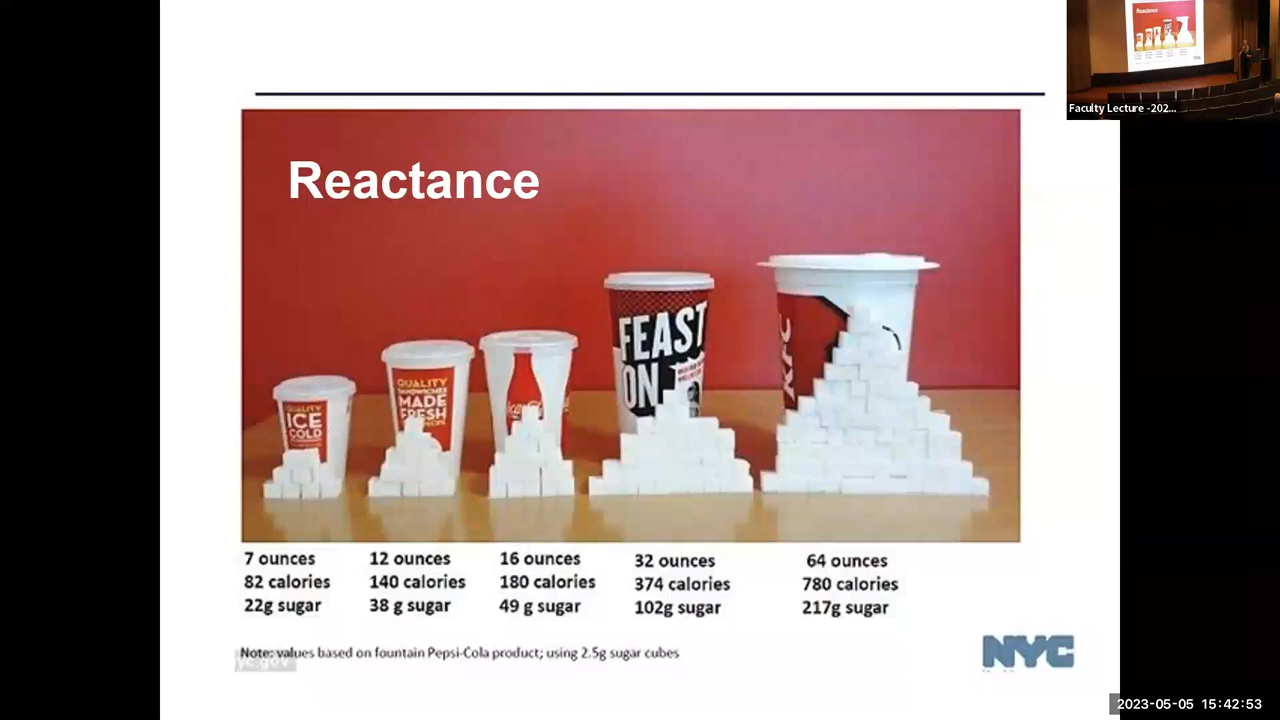 Reactance
Faculty Lecture -202...
FEAST
ON
QUALITY
ICE
COLD
QUALITY
SANDWICHES
MADE
FRESH
KFC
7 ounces
82 calories
22g sugar
12 ounces
140 calories
38 g sugar
16 ounces
180 calories
49 g sugar
32 ounces
374 calories
102g sugar
64 ounces
780 calories
217g sugar
Note: values based on fountain Pepsi-Cola product; using 2.5g sugar cubes
NYC
2023-05-05 15:42:53